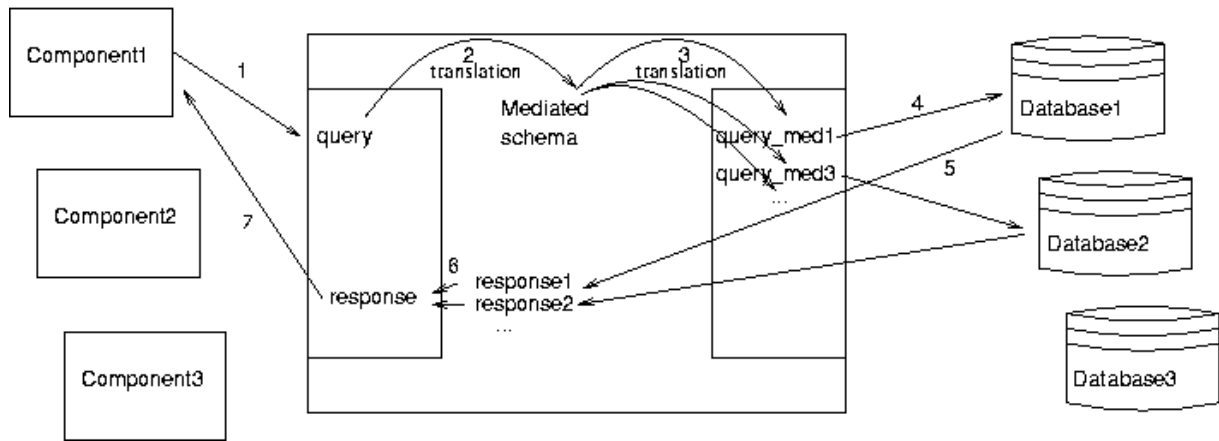 Component1
1
2
translation
3
translation
4
Database1
query
Mediated
schema
query_med1
query_med3
...
5
Component2
7
Database2
6
response
response1
response2
...
Component3
Database3